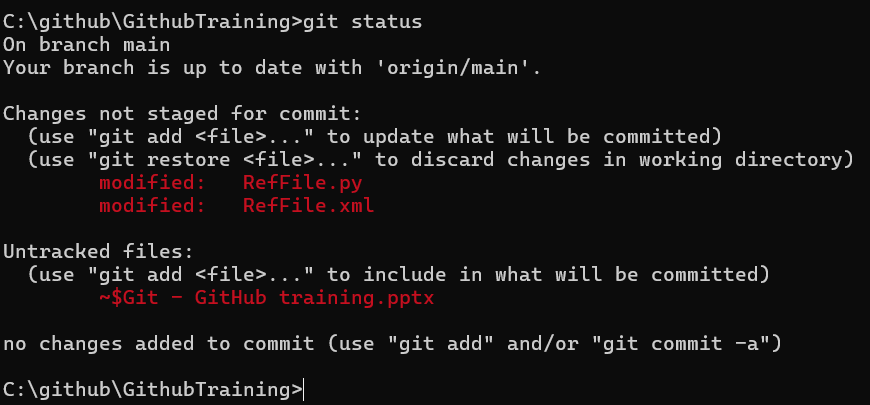 C:\github\GithubTraining>git status
On branch main
Your branch is up to date with 'origin/main'.
Changes not staged for commit:
  (use "git add <file>..." to update what will be committed)
  (use "git restore <file>..." to discard changes in working directory)
        modified:   RefFile.py
        modified:   RefFile.xml
Untracked files:
  (use "git add <file>..." to include in what will be committed)
        ~$Git - GitHub training.pptx
no changes added to commit (use "git add" and/or "git commit -a")
C:\github\GithubTraining>